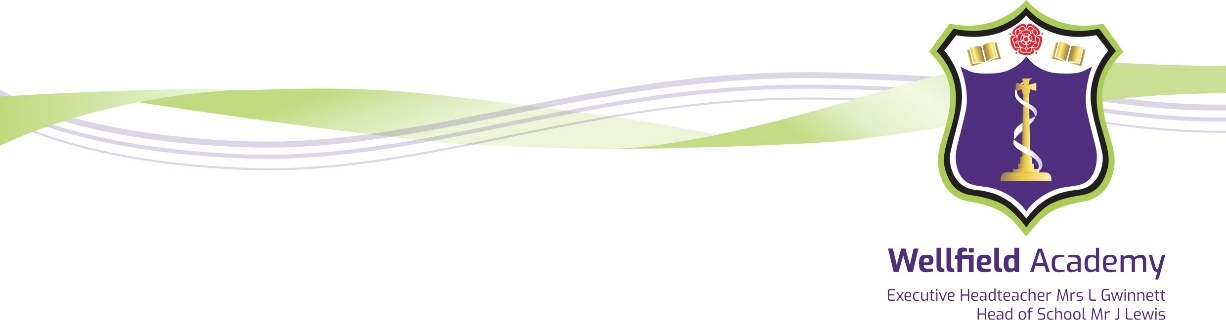 Wellfield Academy
Executive Headteacher Mrs L Gwinnett
Head of School Mr J Lewis